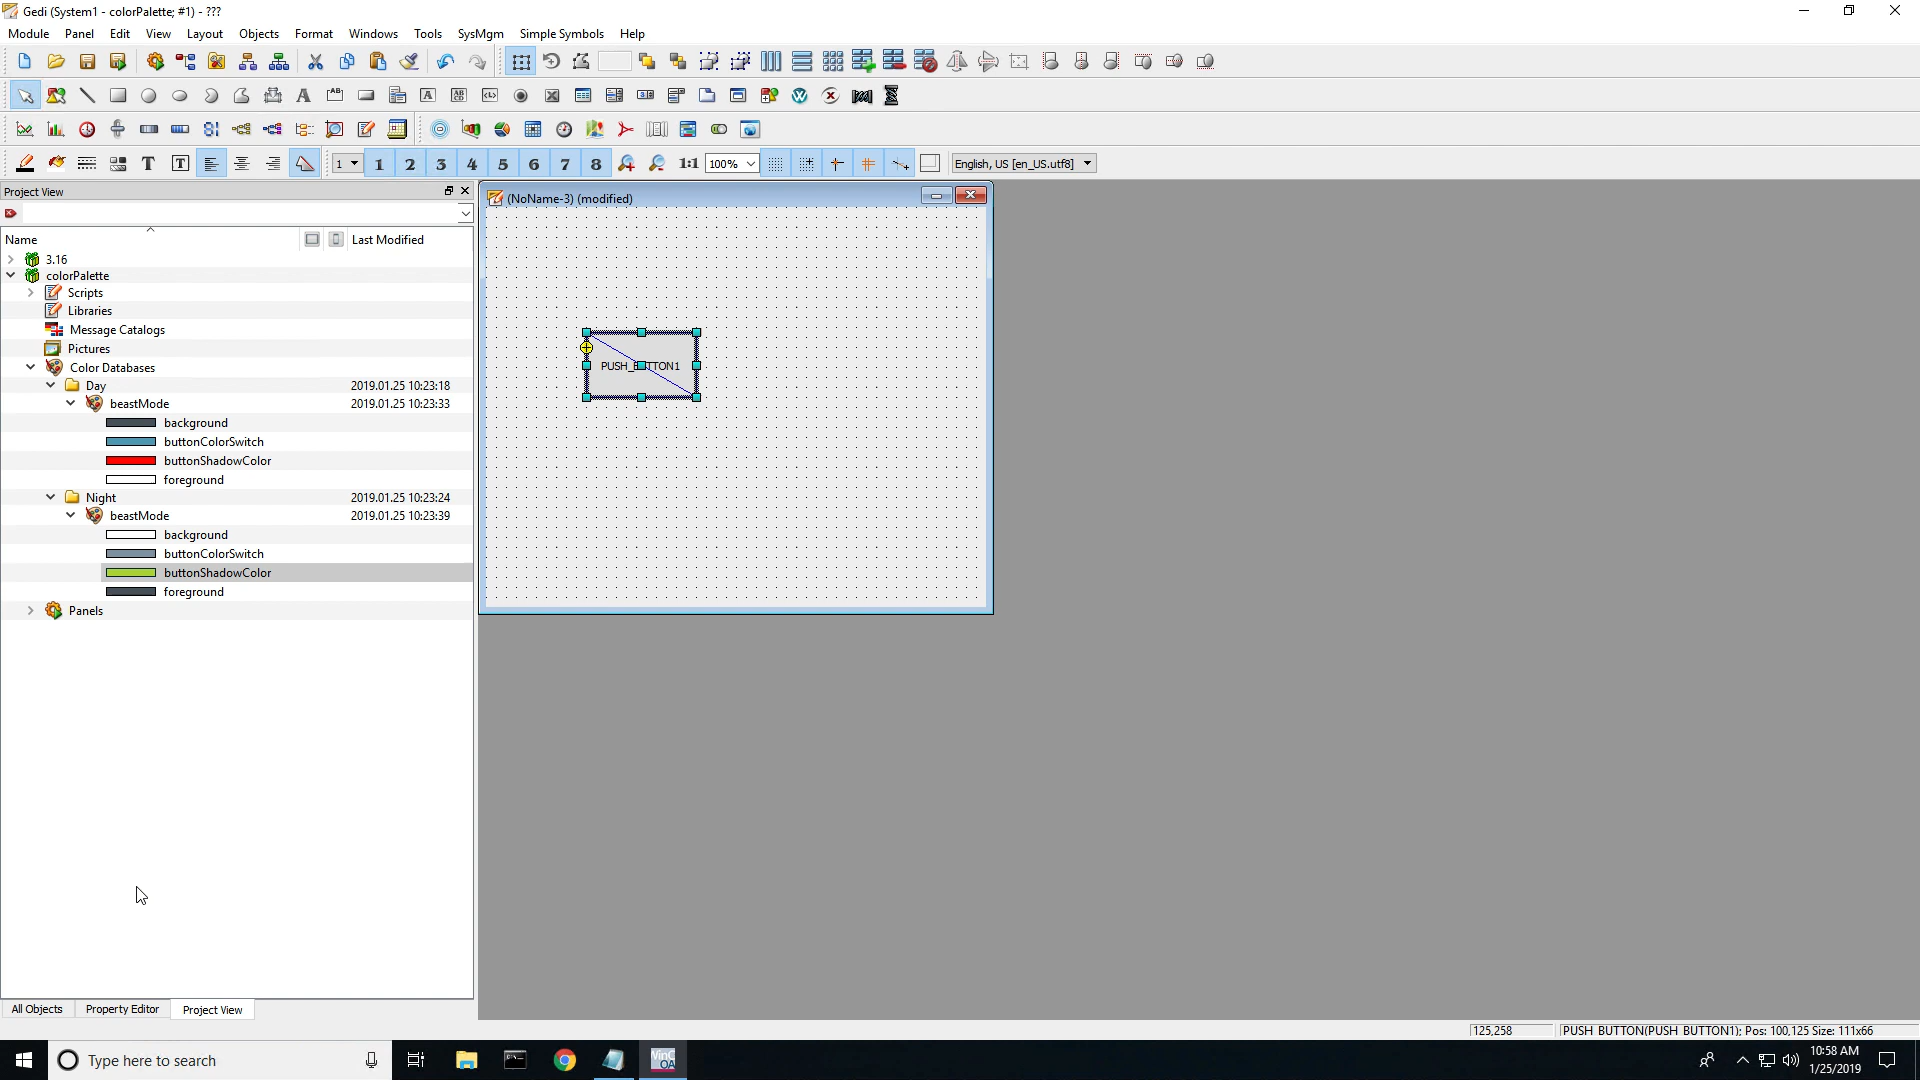 Gedi (System1 - colorPalette; #1) - ???
Module Panel Edit View Layout Objects Format Windows Tools SysMgm Simple Symbols Help
1 1 2 3 4 5 6 7 8 1:1 100% English, US [en_US.utf8]
Project View
(NoName-3) (modified)
Name Last Modified
3.16
colorPalette
Scripts
Libraries
Message Catalogs
Pictures
Color Databases
Day 2019.01.25 10:23:18
beastMode 2019.01.25 10:23:33
background
buttonColorSwitch
buttonShadowColor
foreground
Night 2019.01.25 10:23:24
beastMode 2019.01.25 10:23:39
background
buttonColorSwitch
buttonShadowColor
foreground
Panels
PUSH_BUTTON1
All Objects Property Editor Project View
125,258 PUSH_BUTTON(PUSH_BUTTON1); Pos: 100,125 Size: 111x66
Type here to search
10:58 AM
1/25/2019